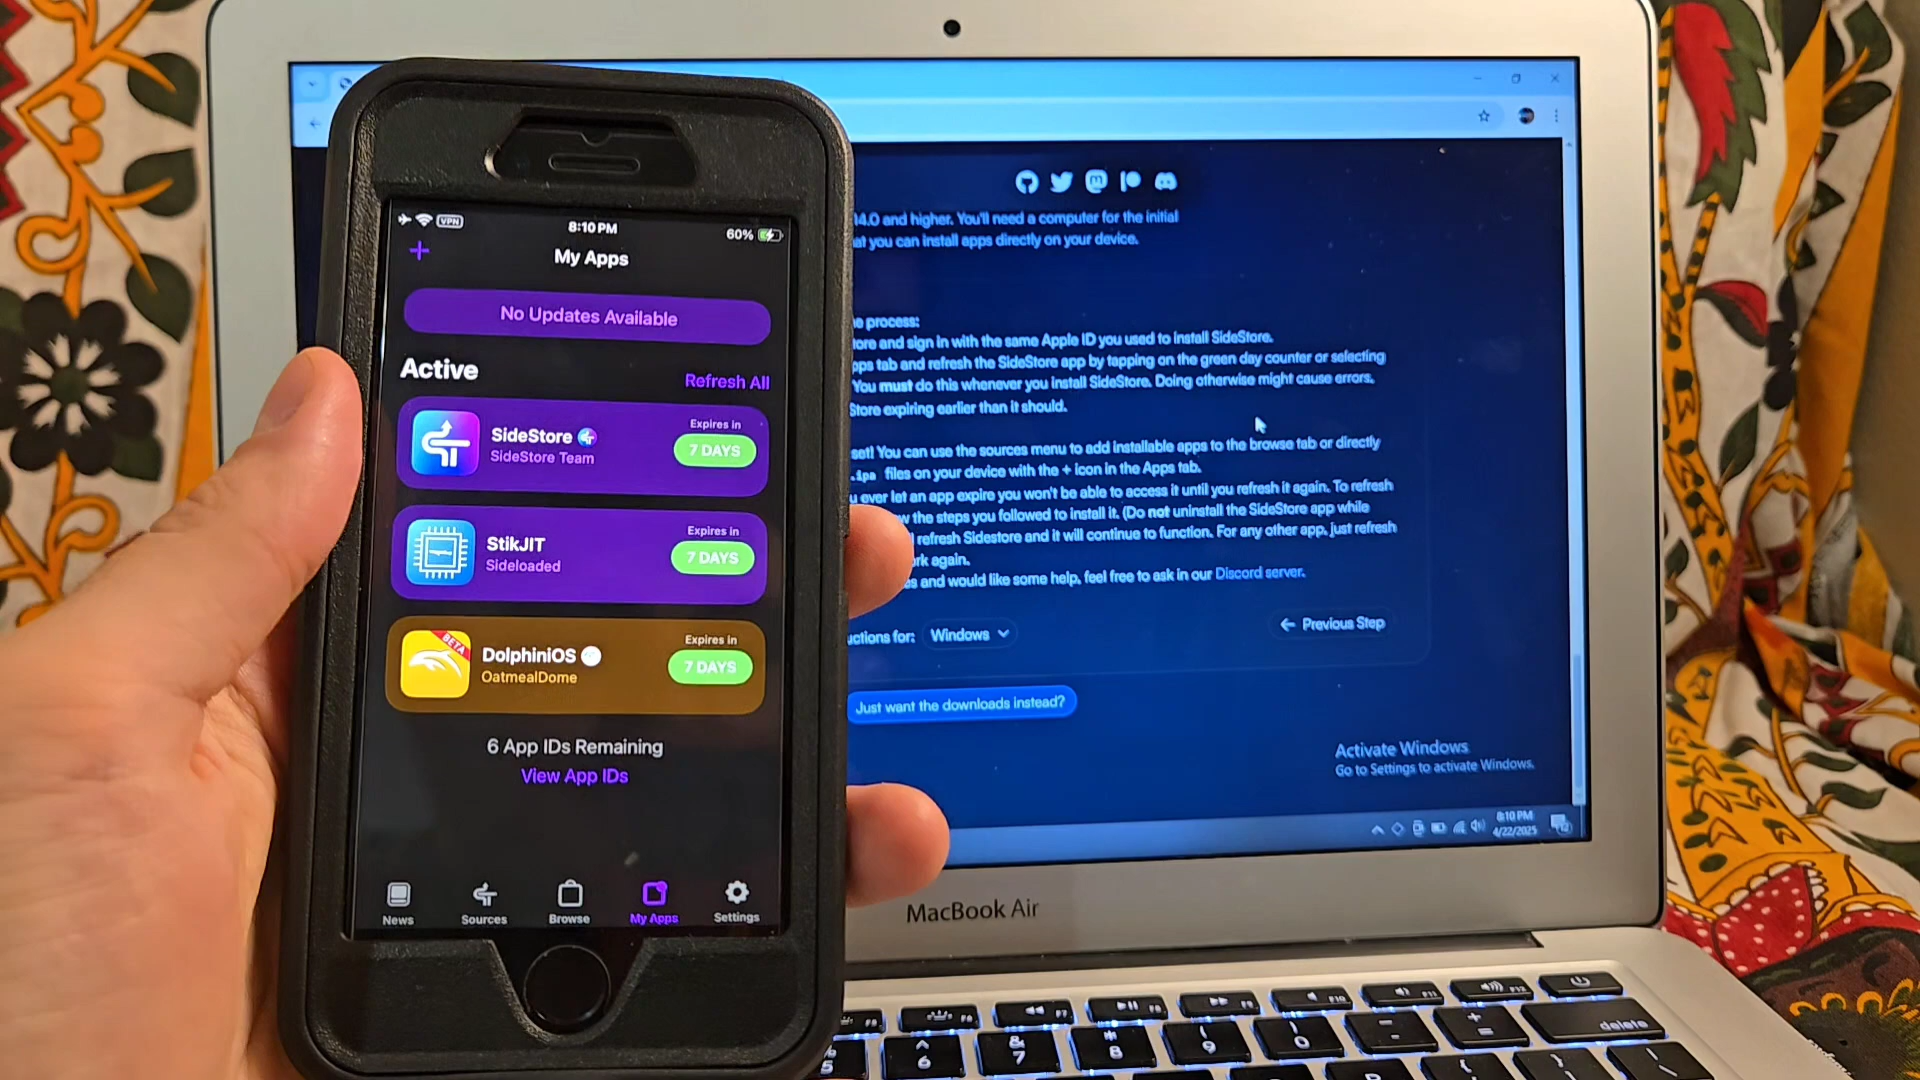 VPN
8:10 PM
60%
+
My Apps
No Updates Available
Active
Refresh All
SideStore
SideStore Team
Expires in
7 DAYS
StikJIT
Sideloaded
Expires in
7 DAYS
BETA
DolphiniOS
OatmealDome
Expires in
7 DAYS
6 App IDs Remaining
View App IDs
News
Sources
Browse
My Apps
Settings
14.0 and higher. You'll need a computer for the initial
you can install apps directly on your device.
process:
and sign in with the same Apple ID you used to install SideStore.
tab and refresh the SideStore app by tapping on the green day counter or selecting
You must do this whenever you install SideStore. Doing otherwise might cause errors,
Store expiring earlier than it should.
set! You can use the sources menu to add installable apps to the browse tab or directly
.ipa files on your device with the + icon in the Apps tab.
ever let an app expire you won't be able to access it until you refresh it again. To refresh
the steps you followed to install it. (Do not uninstall the SideStore app while
refresh Sidestore and it will continue to function. For any other app, just refresh
again.
and would like some help, feel free to ask in our Discord server.
for:
Windows
← Previous Step
Just want the downloads instead?
Activate Windows
Go to Settings to activate Windows.
8:10 PM
4/22/2025
MacBook Air
F8
F9
F10
F11
F12
^
6
&
7
*
8
(
9
)
0
-
+
=
delete